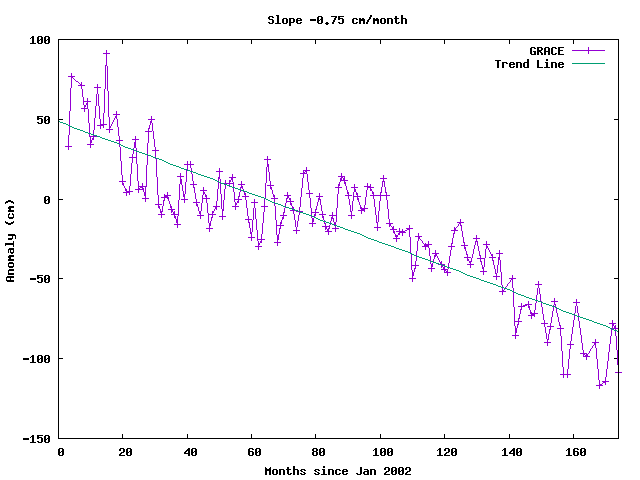 Slope -0.75 cm/month
GRACE
Trend Line
100
50
0
-50
-100
-150
Anomaly (cm)
0 20 40 60 80 100 120 140 160
Months since Jan 2002